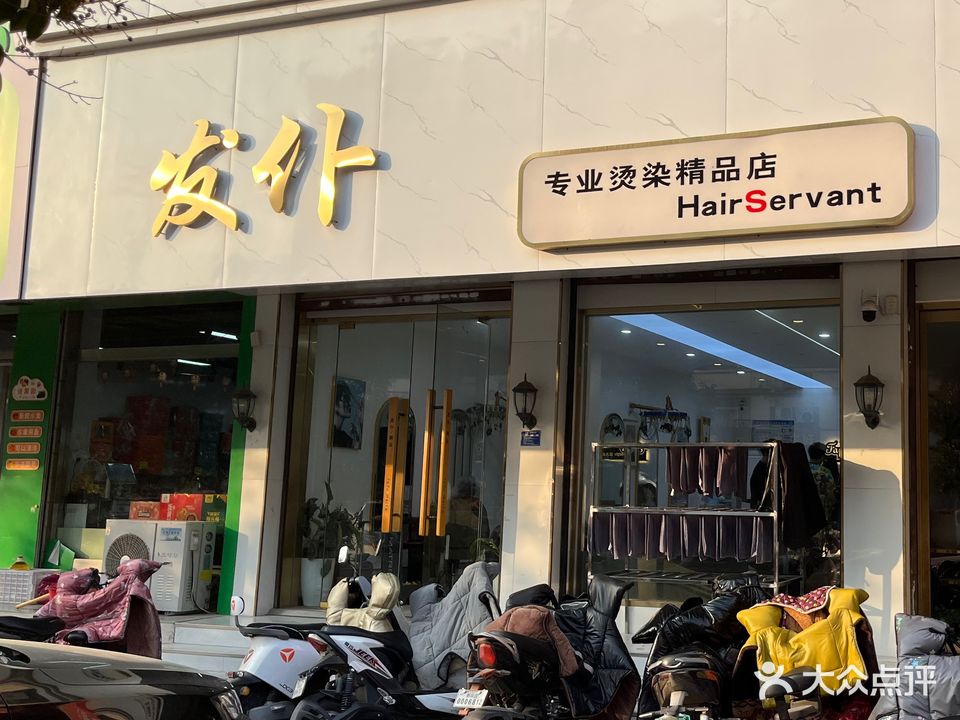 发仆
专业烫染精品店
HairServant
大众点评